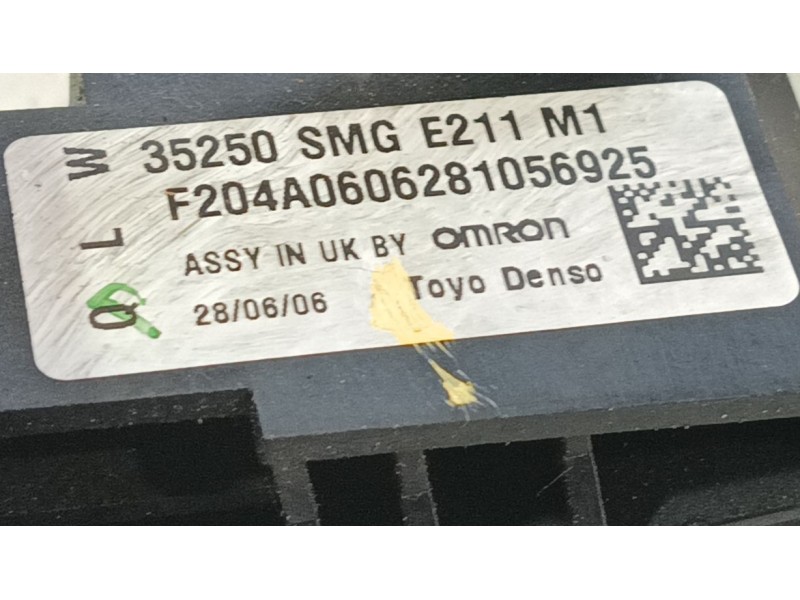 35250 SMG E211 M1
F204A0606281056925
ASSY IN UK BY OMRON
28/06/06 Toyo Denso
W
L
Q